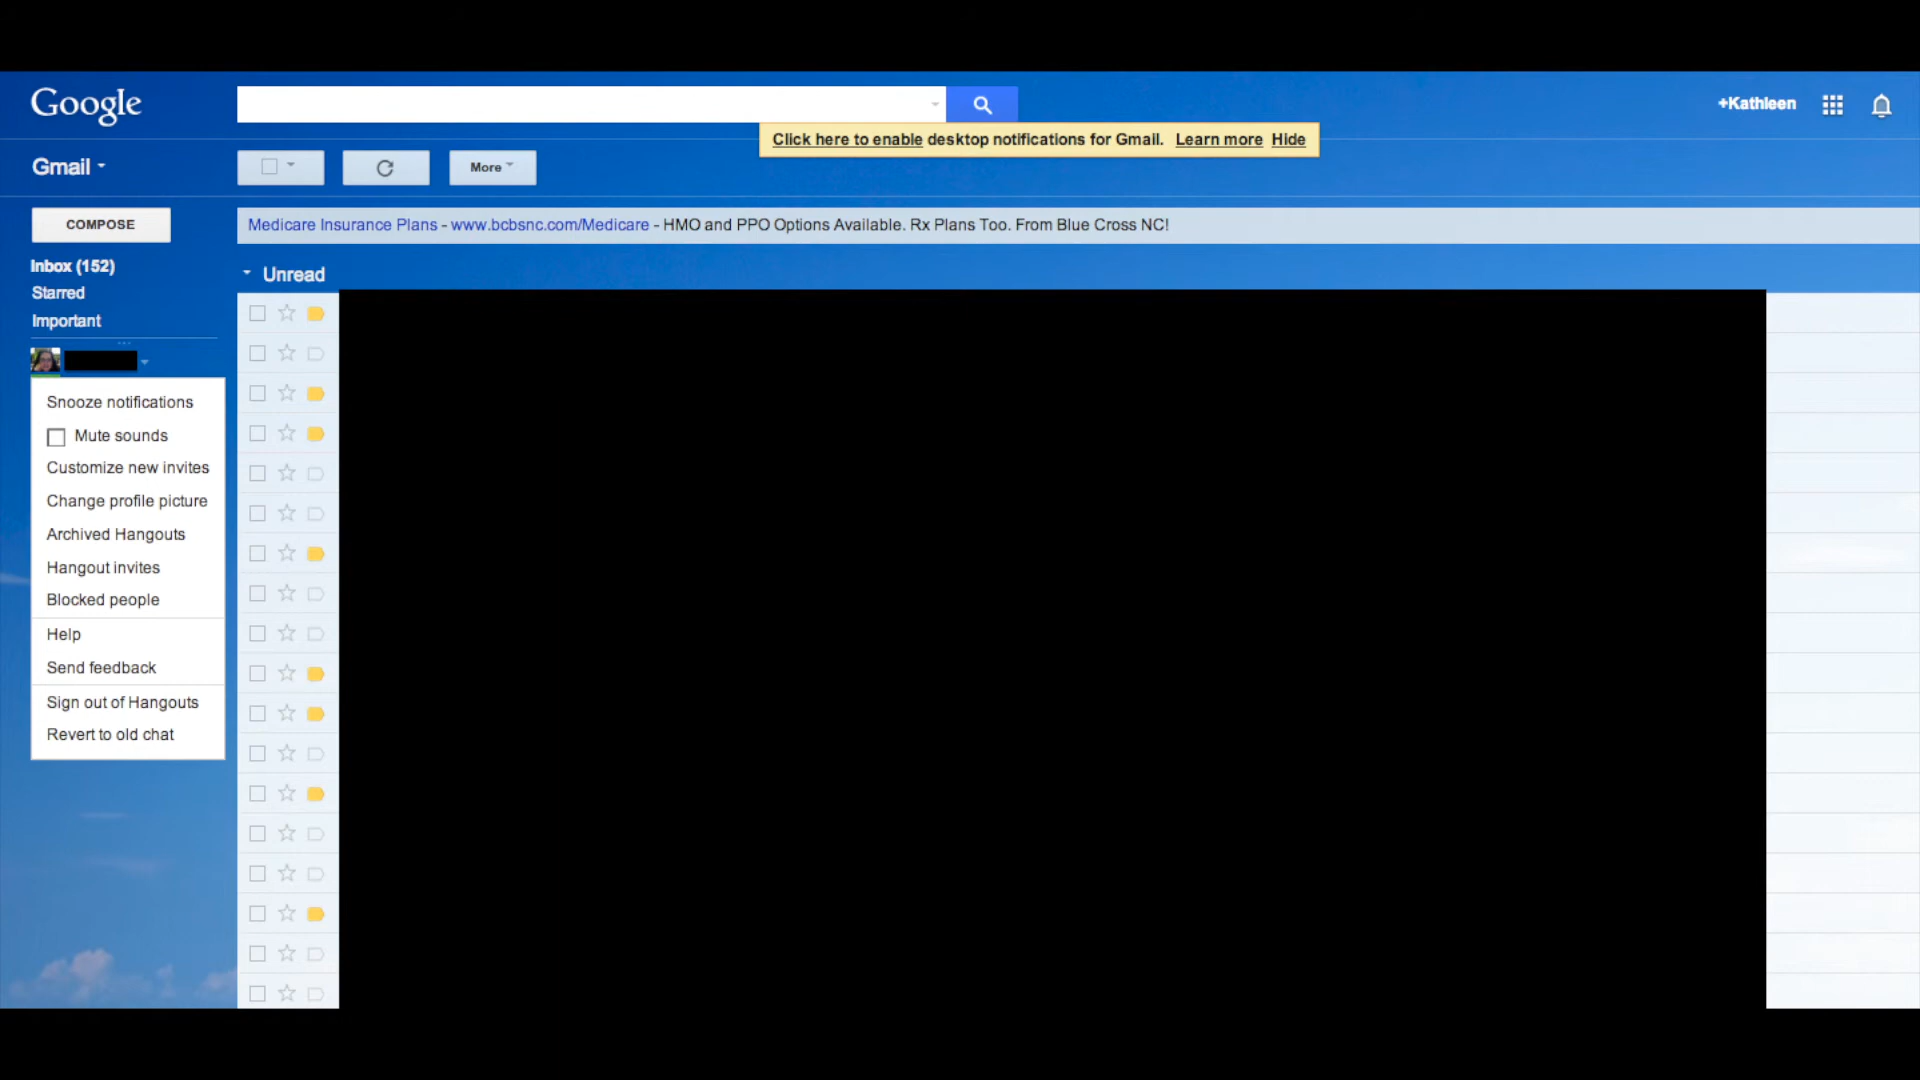 Google
+Kathleen
Click here to enable desktop notifications for Gmail. Learn more Hide
Gmail
More
COMPOSE
Medicare Insurance Plans - www.bcbsnc.com/Medicare - HMO and PPO Options Available. Rx Plans Too. From Blue Cross NC!
Inbox (152)
Unread
Starred
Important
Snooze notifications
Mute sounds
Customize new invites
Change profile picture
Archived Hangouts
Hangout invites
Blocked people
Help
Send feedback
Sign out of Hangouts
Revert to old chat